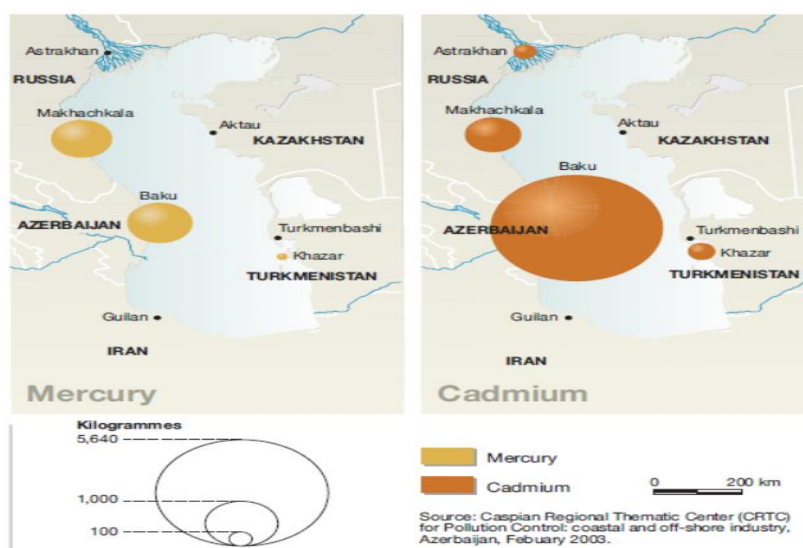 Astrakhan
RUSSIA
Makhachkala
Aktau
KAZAKHSTAN
Baku
AZERBAIJAN
Turkmenbashi
Khazar
TURKMENISTAN
Guilan
IRAN
Mercury
Astrakhan
RUSSIA
Makhachkala
Aktau
KAZAKHSTAN
Baku
AZERBAIJAN
Turkmenbashi
Khazar
TURKMENISTAN
Guilan
IRAN
Cadmium
Kilogrammes
5,640
1,000
100
Mercury
Cadmium
0 200 km
Source: Caspian Regional Thematic Center (CRTC)
for Pollution Control: coastal and off-shore industry,
Azerbaijan, Febuary 2003.